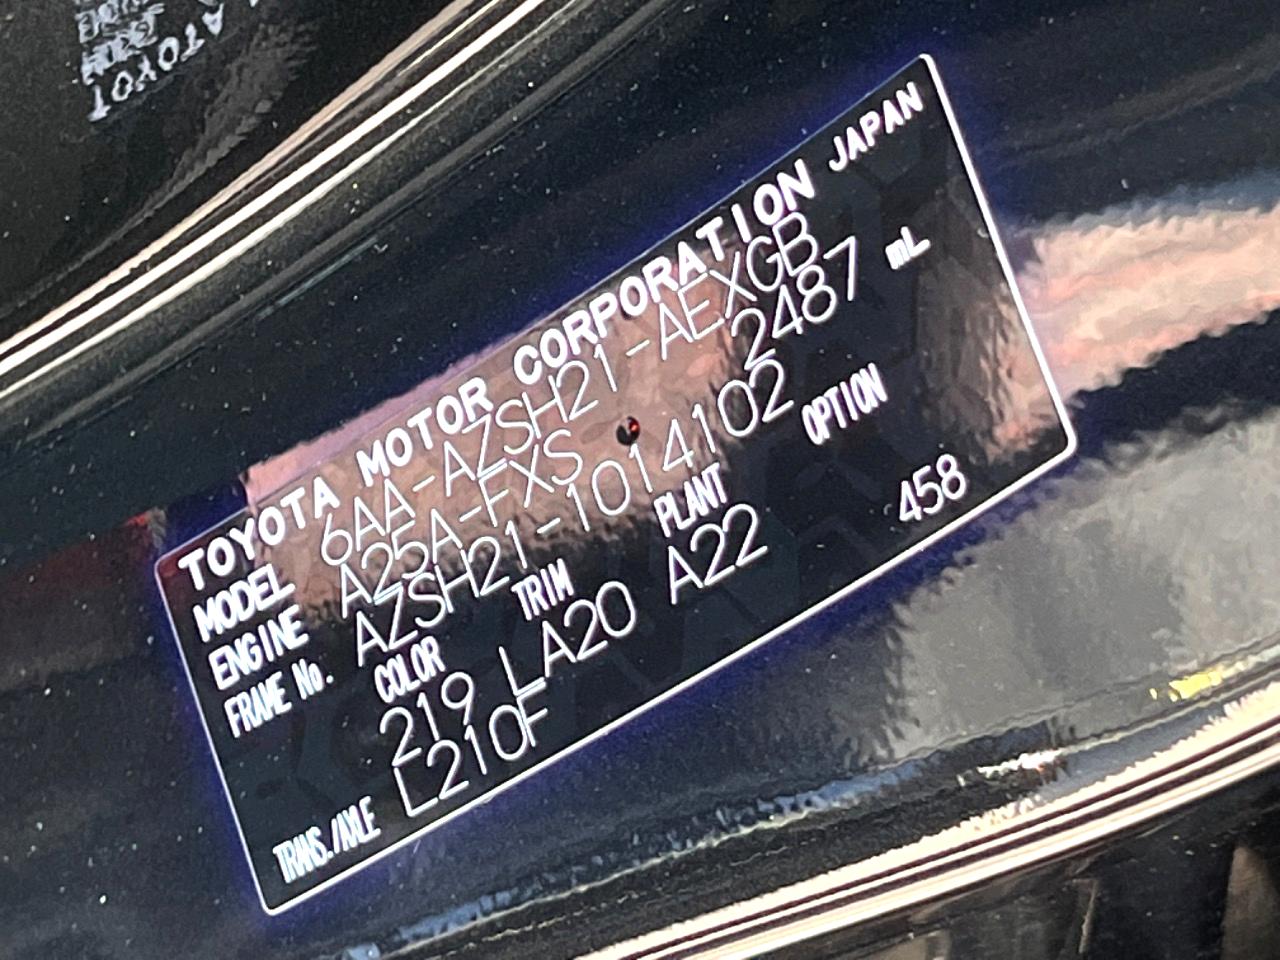 TOYOTA MOTOR CORPORATION JAPAN
MODEL 6AA-AZSH21-AEXGB
ENGINE A25A-FXS 2487 mL
FRAME No. AZSH21-1014102
COLOR TRIM PLANT OPTION
219 LA20 A22 458
TRANS./AXLE L210F